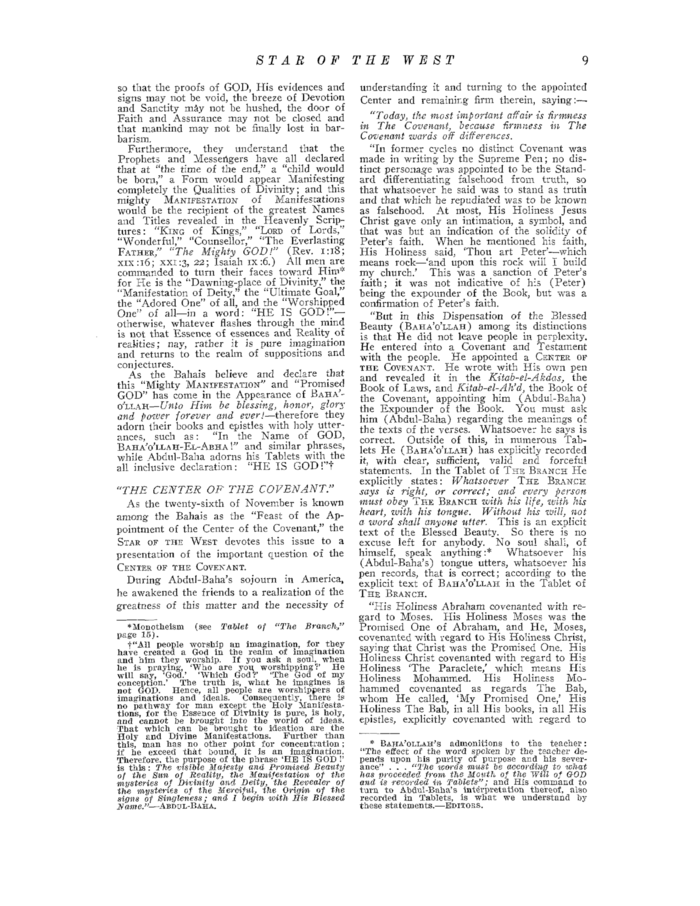 STAR OF THE WEST 9
so that the proofs of GOD, His evidences and
signs may not be void, the breeze of Devotion
and Sanctity may not be hushed, the door of
Faith and Assurance may not be closed and
that mankind may not be finally lost in bar-
barism.
Furthermore, they understand that the
Prophets and Messengers have all declared
that at "the time of the end," a "child would
be born," a Form would appear Manifesting
completely the Qualities of Divinity; and this
mighty MANIFESTATION of Manifestations
would be the recipient of the greatest Names
and Titles revealed in the Heavenly Scrip-
tures: "KING of Kings," "LORD of Lords,"
"Wonderful," "Counsellor," "The Everlasting
FATHER," "The Mighty GOD!" (Rev. I:18;
XIX:16; XXI:3, 22; Isaiah IX:6.) All men are
commanded to turn their faces toward Him*
for He is the "Dawning-place of Divinity," the
"Manifestation of Deity," the "Ultimate Goal,"
the "Adored One" of all, and the "Worshipped
One" of all—in a word: "HE IS GOD!"—
otherwise, whatever flashes through the mind
is not that Essence of essences and Reality of
realities; nay, rather it is pure imagination
and returns to the realm of suppositions and
conjectures.
As the Bahais believe and declare that
this "Mighty MANIFESTATION" and "Promised
GOD" has come in the Appearance of BAHA'-
O'LLAH—Unto Him be blessing, honor, glory
and power forever and ever!—therefore they
adorn their books and epistles with holy utter-
ances, such as: "In the Name of GOD,
BAHA'O'LLAH-EL-ABHA!" and similar phrases,
while Abdul-Baha adorns his Tablets with the
all inclusive declaration: "HE IS GOD!"†
"THE CENTER OF THE COVENANT."
As the twenty-sixth of November is known
among the Bahais as the "Feast of the Ap-
pointment of the Center of the Covenant," the
STAR OF THE WEST devotes this issue to a
presentation of the important question of the
CENTER OF THE COVENANT.
During Abdul-Baha's sojourn in America,
he awakened the friends to a realization of the
greatness of this matter and the necessity of
*Monotheism (see Tablet of "The Branch,"
page 15).
†"All people worship an imagination, for they
have created a God in the realm of imagination
and him they worship. If you ask a soul, when
he is praying, 'Who are you worshipping?' He
will say, 'God.' 'Which God?' 'The God of my
conception.' The truth is, what he imagines is
not GOD. Hence, all people are worshippers of
imaginations and ideals. Consequently, there is
no pathway for man except the Holy Manifesta-
tions, for the Essence of Divinity is pure, is holy,
and cannot be brought into the world of ideas.
That which can be brought to ideation are the
Holy and Divine Manifestations. Further than
this, man has no other point for concentration;
if he exceed that bound, it is an imagination.
Therefore, the purpose of the phrase 'HE IS GOD!'
is this: The visible Majesty and Promised Beauty
of the Sun of Reality, the Manifestation of the
mysteries of Divinity and Deity, the Revealer of
the mysteries of the Merciful, the Origin of the
signs of Singleness; and I begin with His Blessed
Name."—ABDUL-BAHA.
understanding it and turning to the appointed
Center and remaining firm therein, saying:—
"Today, the most important affair is firmness
in The Covenant, because firmness in The
Covenant wards off differences.
"In former cycles no distinct Covenant was
made in writing by the Supreme Pen; no dis-
tinct personage was appointed to be the Stand-
ard differentiating falsehood from truth, so
that whatsoever he said was to stand as truth
and that which he repudiated was to be known
as falsehood. At most, His Holiness Jesus
Christ gave only an intimation, a symbol, and
that was but an indication of the solidity of
Peter's faith. When he mentioned his faith,
His Holiness said, 'Thou art Peter'—which
means rock—'and upon this rock will I build
my church.' This was a sanction of Peter's
faith; it was not indicative of his (Peter)
being the expounder of the Book, but was a
confirmation of Peter's faith.
"But in this Dispensation of the Blessed
Beauty (BAHA'O'LLAH) among its distinctions
is that He did not leave people in perplexity.
He entered into a Covenant and Testament
with the people. He appointed a CENTER OF
THE COVENANT. He wrote with His own pen
and revealed it in the Kitab-el-Akdas, the
Book of Laws, and Kitab-el-Ah'd, the Book of
the Covenant, appointing him (Abdul-Baha)
the Expounder of the Book. You must ask
him (Abdul-Baha) regarding the meanings of
the texts of the verses. Whatsoever he says is
correct. Outside of this, in numerous Tab-
lets He (BAHA'O'LLAH) has explicitly recorded
it, with clear, sufficient, valid and forceful
statements. In the Tablet of THE BRANCH He
explicitly states: Whatsoever THE BRANCH
says is right, or correct; and every person
must obey THE BRANCH with his life, with his
heart, with his tongue. Without his will, not
a word shall anyone utter. This is an explicit
text of the Blessed Beauty. So there is no
excuse left for anybody. No soul shall, of
himself, speak anything:* Whatsoever his
(Abdul-Baha's) tongue utters, whatsoever his
pen records, that is correct; according to the
explicit text of BAHA'O'LLAH in the Tablet of
THE BRANCH.
"His Holiness Abraham covenanted with re-
gard to Moses. His Holiness Moses was the
Promised One of Abraham, and He, Moses,
covenanted with regard to His Holiness Christ,
saying that Christ was the Promised One. His
Holiness Christ covenanted with regard to His
Holiness 'The Paraclete,' which means His
Holiness Mohammed. His Holiness Mo-
hammed covenanted as regards The Bab,
whom He called, 'My Promised One,' His
Holiness The Bab, in all His books, in all His
epistles, explicitly covenanted with regard to
* BAHA'O'LLAH'S admonitions to the teacher:
"The effect of the word spoken by the teacher de-
pends upon his purity of purpose and his sever-
ance" . . . "The words must be according to what
has proceeded from the Mouth of the Will of GOD
and is recorded in Tablets"; and His command to
turn to Abdul-Baha's interpretation thereof, also
recorded in Tablets, is what we understand by
these statements.—EDITORS.